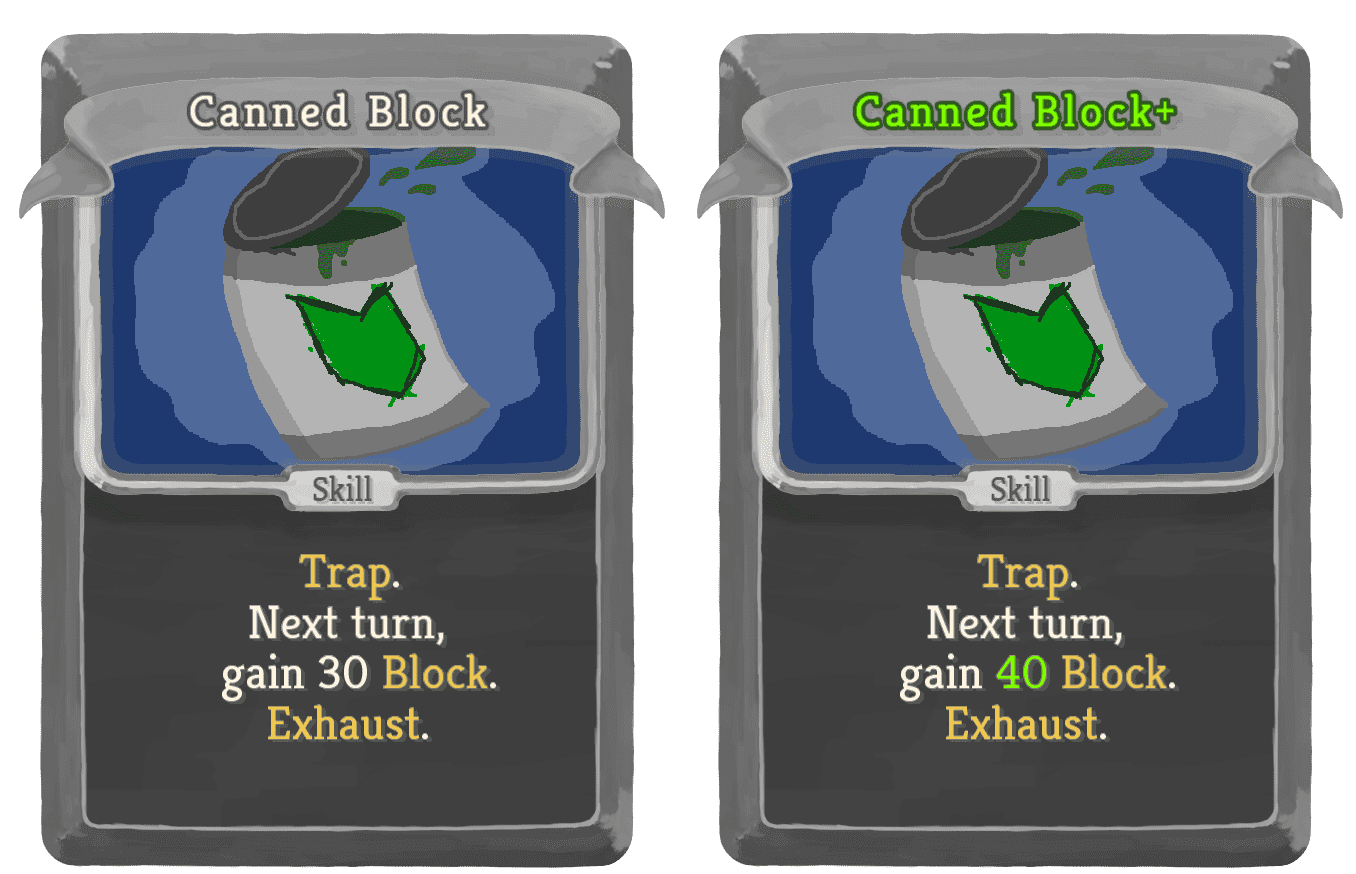 Canned Block
Skill
Trap.
Next turn,
gain 30 Block.
Exhaust.
Canned Block+
Skill
Trap.
Next turn,
gain 40 Block.
Exhaust.